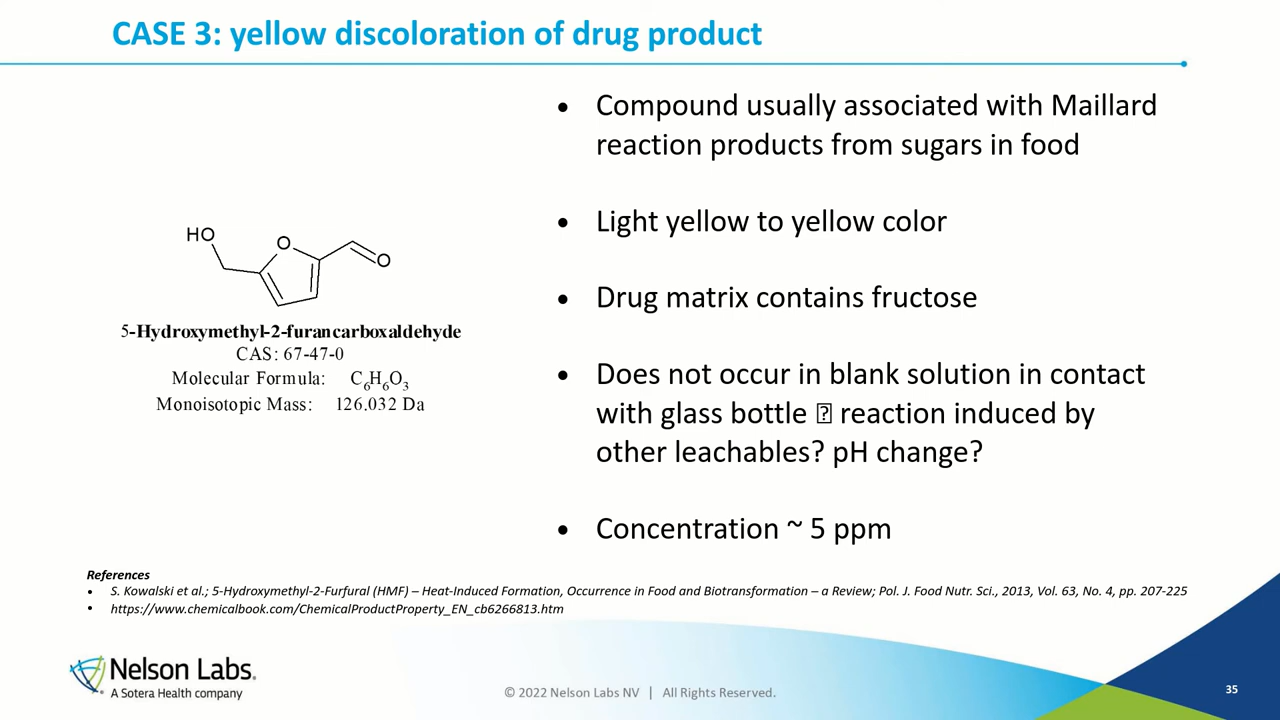 CASE 3: yellow discoloration of drug product
• Compound usually associated with Maillard
reaction products from sugars in food
• Light yellow to yellow color
• Drug matrix contains fructose
• Does not occur in blank solution in contact
with glass bottle ⍰ reaction induced by
other leachables? pH change?
• Concentration ~ 5 ppm
HO
O
O
5-Hydroxymethyl-2-furancarboxaldehyde
CAS: 67-47-0
Molecular Formula: C6H6O3
Monoisotopic Mass: 126.032 Da
References
• S. Kowalski et al.; 5-Hydroxymethyl-2-Furfural (HMF) – Heat-Induced Formation, Occurrence in Food and Biotransformation – a Review; Pol. J. Food Nutr. Sci., 2013, Vol. 63, No. 4, pp. 207-225
• https://www.chemicalbook.com/ChemicalProductProperty_EN_cb6266813.htm
Nelson Labs.
A Sotera Health company
© 2022 Nelson Labs NV | All Rights Reserved.
35